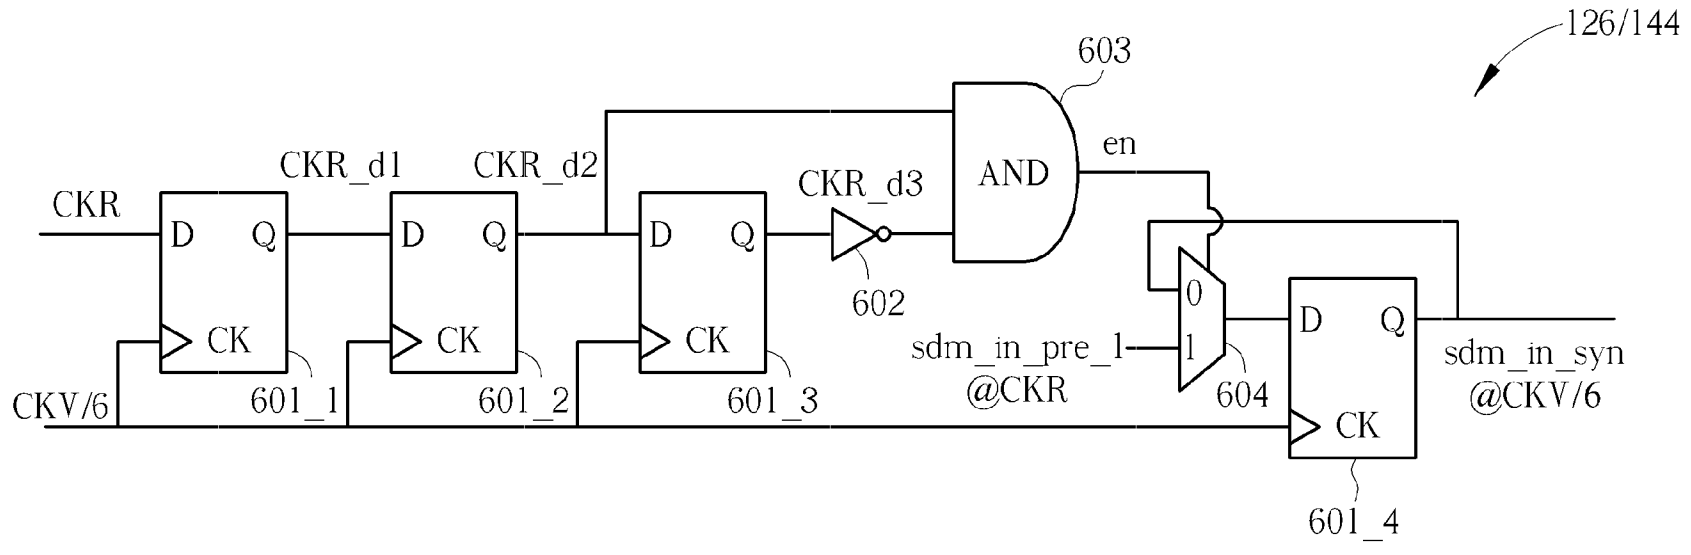 126/144
603
en
CKR_d1
CKR_d2
CKR_d3
AND
CKR
D
Q
D
Q
D
Q
602
0
1
sdm_in_pre_1
@CKR
604
D
Q
sdm_in_syn
@CKV/6
CK
CK
CK
CK
CKV/6
601_1
601_2
601_3
601_4